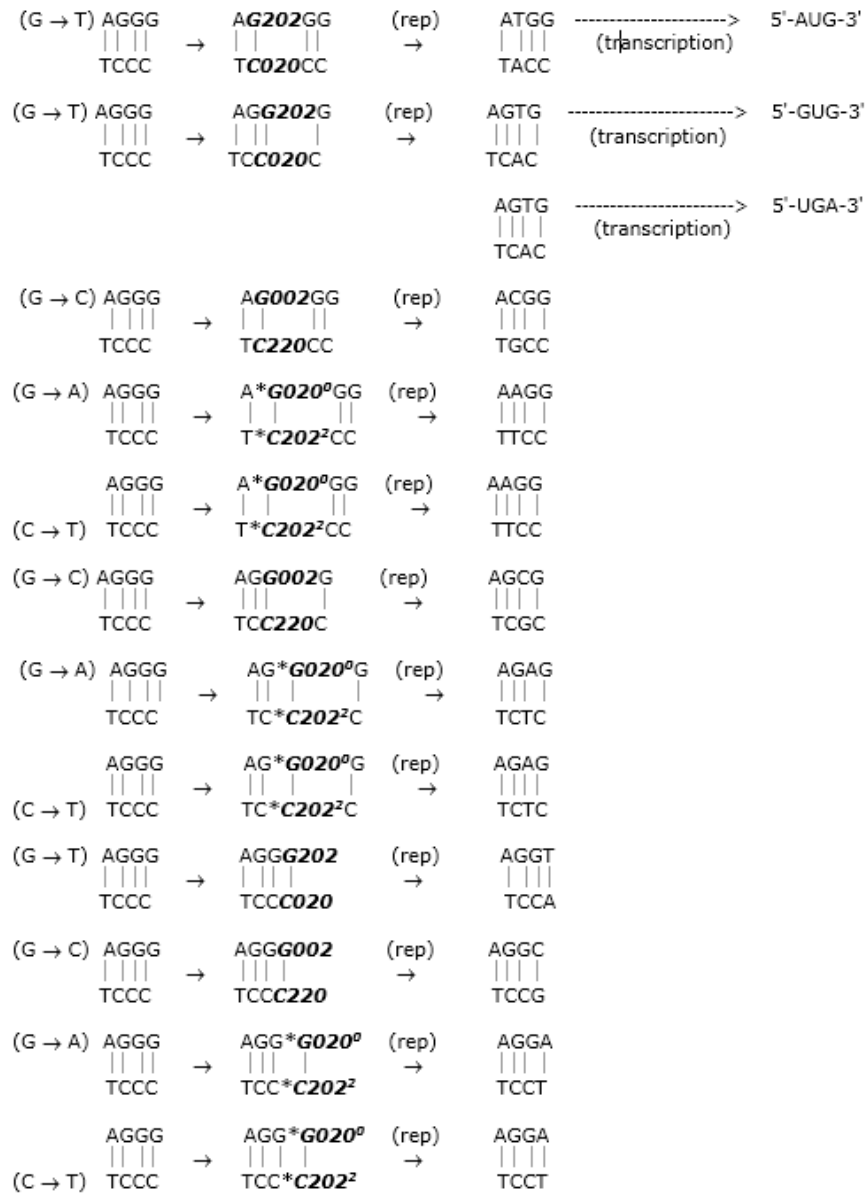 (G → T) AGGG → AG202GG (rep) → ATGG ----------------------> 5'-AUG-3'
|||| || || |||| (transcription)
TCCC TC020CC TACC
(G → T) AGGG → AGG202G (rep) → AGTG ----------------------> 5'-GUG-3'
|||| ||| | |||| (transcription)
TCCC TCC020C TCAC
AGTG ----------------------> 5'-UGA-3'
|||| (transcription)
TCAC
(G → C) AGGG → AG002GG (rep) → ACGG
|||| || || ||||
TCCC TC220CC TGCC
(G → A) AGGG → A*G020⁰GG (rep) → AAGG
|||| | | || ||||
TCCC T*C202²CC TTCC
AGGG → A*G020⁰GG (rep) → AAGG
|||| | | || ||||
(C → T) TCCC T*C202²CC TTCC
(G → C) AGGG → AGG002G (rep) → AGCG
|||| ||| | ||||
TCCC TCC220C TCGC
(G → A) AGGG → AG*G020⁰G (rep) → AGAG
|||| || | | ||||
TCCC TC*C202²C TCTC
AGGG → AG*G020⁰G (rep) → AGAG
|||| || | | ||||
(C → T) TCCC TC*C202²C TCTC
(G → T) AGGG → AGGG202 (rep) → AGGT
|||| |||| ||||
TCCC TCCC020 TCCA
(G → C) AGGG → AGGG002 (rep) → AGGC
|||| |||| ||||
TCCC TCCC220 TCCG
(G → A) AGGG → AGG*G020⁰ (rep) → AGGA
|||| ||| | ||||
TCCC TCC*C202² TCCT
AGGG → AGG*G020⁰ (rep) → AGGA
|||| ||| | ||||
(C → T) TCCC TCC*C202² TCCT